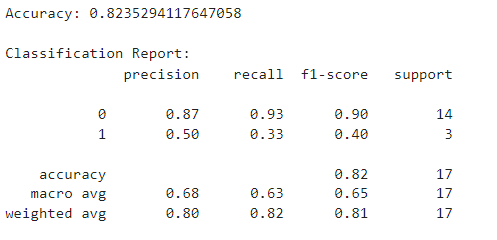 Accuracy: 0.8235294117647058
Classification Report:
precision recall f1-score support
0 0.87 0.93 0.90 14
1 0.50 0.33 0.40 3
accuracy 0.82 17
macro avg 0.68 0.63 0.65 17
weighted avg 0.80 0.82 0.81 17